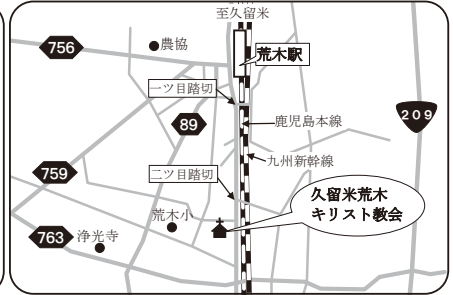 至久留米
756
農協
荒木駅
一ツ目踏切
89
鹿児島本線
209
九州新幹線
759
二ツ目踏切
久留米荒木
キリスト教会
荒木小
763
浄光寺